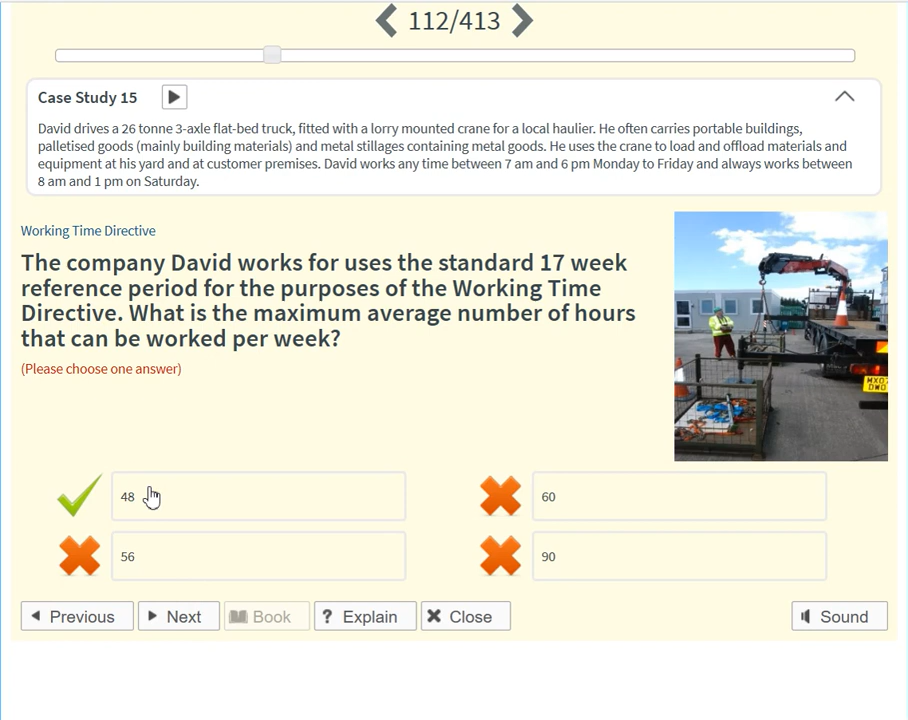 112/413
Case Study 15
David drives a 26 tonne 3-axle flat-bed truck, fitted with a lorry mounted crane for a local haulier. He often carries portable buildings,
palletised goods (mainly building materials) and metal stillages containing metal goods. He uses the crane to load and offload materials and
equipment at his yard and at customer premises. David works any time between 7 am and 6 pm Monday to Friday and always works between
8 am and 1 pm on Saturday.
Working Time Directive
The company David works for uses the standard 17 week
reference period for the purposes of the Working Time
Directive. What is the maximum average number of hours
that can be worked per week?
(Please choose one answer)
48
60
56
90
Previous
Next
Book
? Explain
Close
Sound